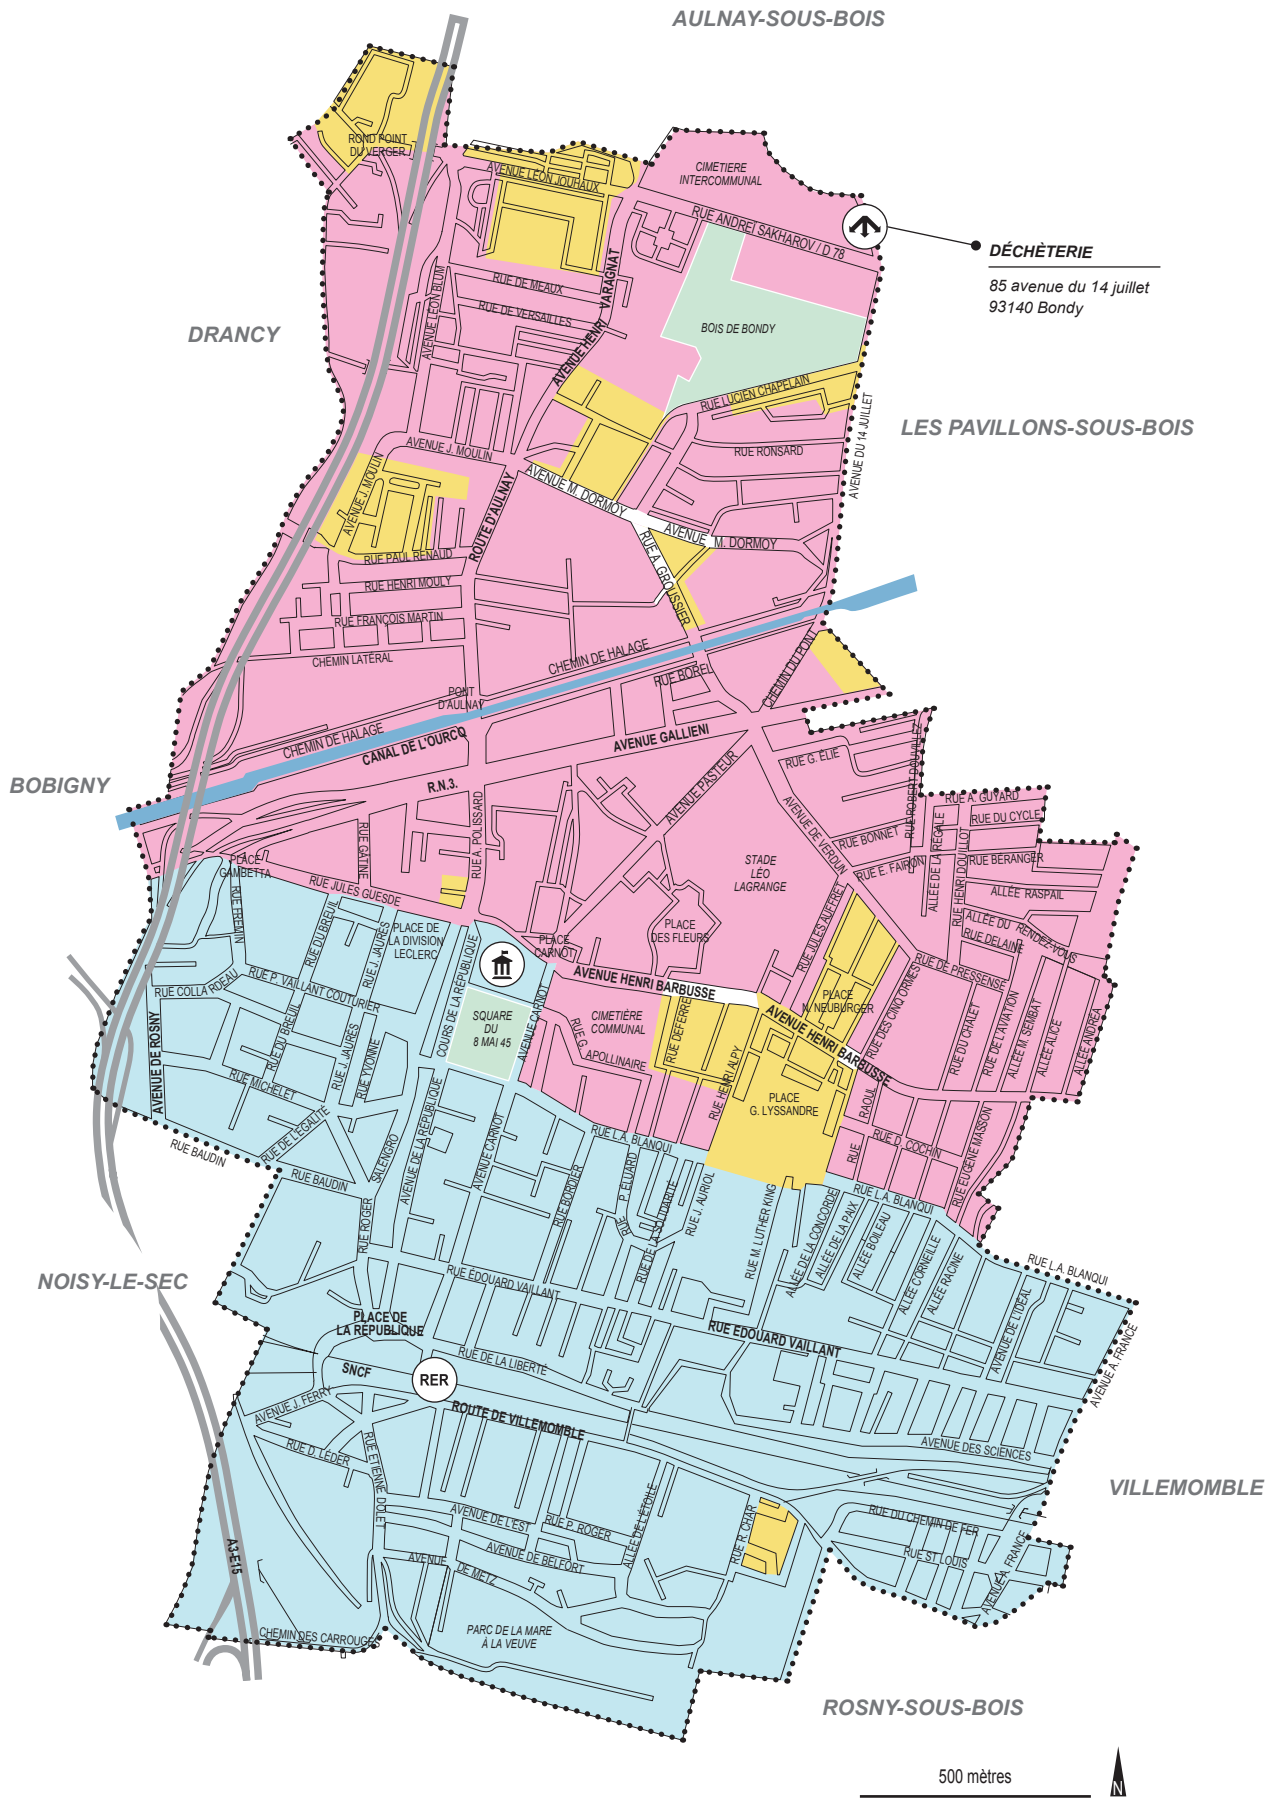 AULNAY-SOUS-BOIS
ROND POINT
DU VERGER
AVENUE LÉON JOUHAUX
CIMETIERE
INTERCOMMUNAL
RUE ANDREÏ SAKHAROV / D 78
DÉCHÈTERIE
85 avenue du 14 juillet
93140 Bondy
RUE DE MEAUX
RUE DE VERSAILLES
AVENUE LÉON BLUM
AVENUE HENRI VARAGNAT
BOIS DE BONDY
DRANCY
RUE LUCIEN CHAPELAIN
LES PAVILLONS-SOUS-BOIS
AVENUE DU 14 JUILLET
AVENUE J. MOULIN
RUE RONSARD
AVENUE J. MOULIN
AVENUE M. DORMOY
ROUTE D'AULNAY
AVENUE M. DORMOY
RUE A. GROUSSIER
RUE PAUL RENAUD
RUE HENRI MOULY
RUE FRANÇOIS MARTIN
CHEMIN LATÉRAL
CHEMIN DE HALAGE
CHEMIN DU PONT
RUE BOREL
PONT
D'AULNAY
CHEMIN DE HALAGE
CANAL DE L'OURCQ
AVENUE GALLIENI
R.N.3.
BOBIGNY
RUE G. ÉLIE
RUE ROBERT DOUVILLEZ
AVENUE PASTEUR
AVENUE DE VERDUN
RUE A. GUYARD
RUE DU CYCLE
RUE BONNET
RUE E. FAIRON
ALLÉE DE LA RÉGALE
RUE HENRI DOUILLOT
RUE BÉRANGER
ALLÉE RASPAIL
RUE GATINE
RUE A. POLISSARD
PLACE
GAMBETTA
RUE JULES GUESDE
STADE
LÉO
LAGRANGE
RUE JULES AUFFRET
PLACE
DES FLEURS
ALLÉE DU RENDEZ-VOUS
RUE DELAINE
RUE FREMIN
RUE DU BREUIL
RUE J. JAURÈS
PLACE DE
LA DIVISION
LECLERC
COURS DE LA RÉPUBLIQUE
PLACE
CARNOT
AVENUE HENRI BARBUSSE
RUE DE PRESSENSE
RUE COLLARDEAU
RUE P. VAILLANT COUTURIER
SQUARE
DU
8 MAI 45
AVENUE CARNOT
CIMETIÈRE
COMMUNAL
RUE G. APOLLINAIRE
RUE DEFERRE
PLACE
N. NEUBURGER
AVENUE HENRI BARBUSSE
RUE DES CINQ ORMES
RUE DU CHALET
RUE DE L'AVIATION
ALLÉE M. SEMBAT
ALLÉE ALICE
ALLÉE ANDRÉA
AVENUE DE ROSNY
RUE DU BREUIL
RUE J. JAURÈS
RUE YVONNE
RUE MICHELET
RUE HENRI ALPY
PLACE
G. LYSSANDRE
RUE RAOUL
RUE D. COCHIN
RUE EUGÈNE MASSON
RUE DE L'EGALITÉ
RUE BAUDIN
RUE BAUDIN
RUE ROGER SALENGRO
AVENUE DE LA RÉPUBLIQUE
AVENUE CARNOT
RUE BORDIER
RUE L.A. BLANQUI
RUE P. ELUARD
RUE DE LA SOLIDARITÉ
RUE J. AURIOL
RUE M. LUTHER KING
ALLÉE DE LA CONCORDE
ALLÉE DE LA PAIX
ALLÉE BOILEAU
RUE L.A. BLANQUI
ALLÉE CORNEILLE
ALLÉE RACINE
RUE L.A. BLANQUI
NOISY-LE-SEC
RUE ÉDOUARD VAILLANT
PLACE DE
LA RÉPUBLIQUE
RUE EDOUARD VAILLANT
AVENUE DE L'IDÉAL
AVENUE A. FRANCE
SNCF
RER
RUE DE LA LIBERTÉ
AVENUE J. FERRY
ROUTE DE VILLEMOMBLE
RUE D. LÉDER
RUE ETIENNE DOLET
AVENUE DES SCIENCES
VILLEMOMBLE
AVENUE DE L'EST
RUE P. ROGER
ALLÉE DE L'ÉTOILE
RUE R. CHAR
RUE DU CHEMIN DE FER
RUE ST LOUIS
AVENUE A. FRANCE
A3-E15
AVENUE DE BELFORT
AVENUE DE METZ
CHEMIN DES CARROUGES
PARC DE LA MARE
À LA VEUVE
ROSNY-SOUS-BOIS
500 mètres
N